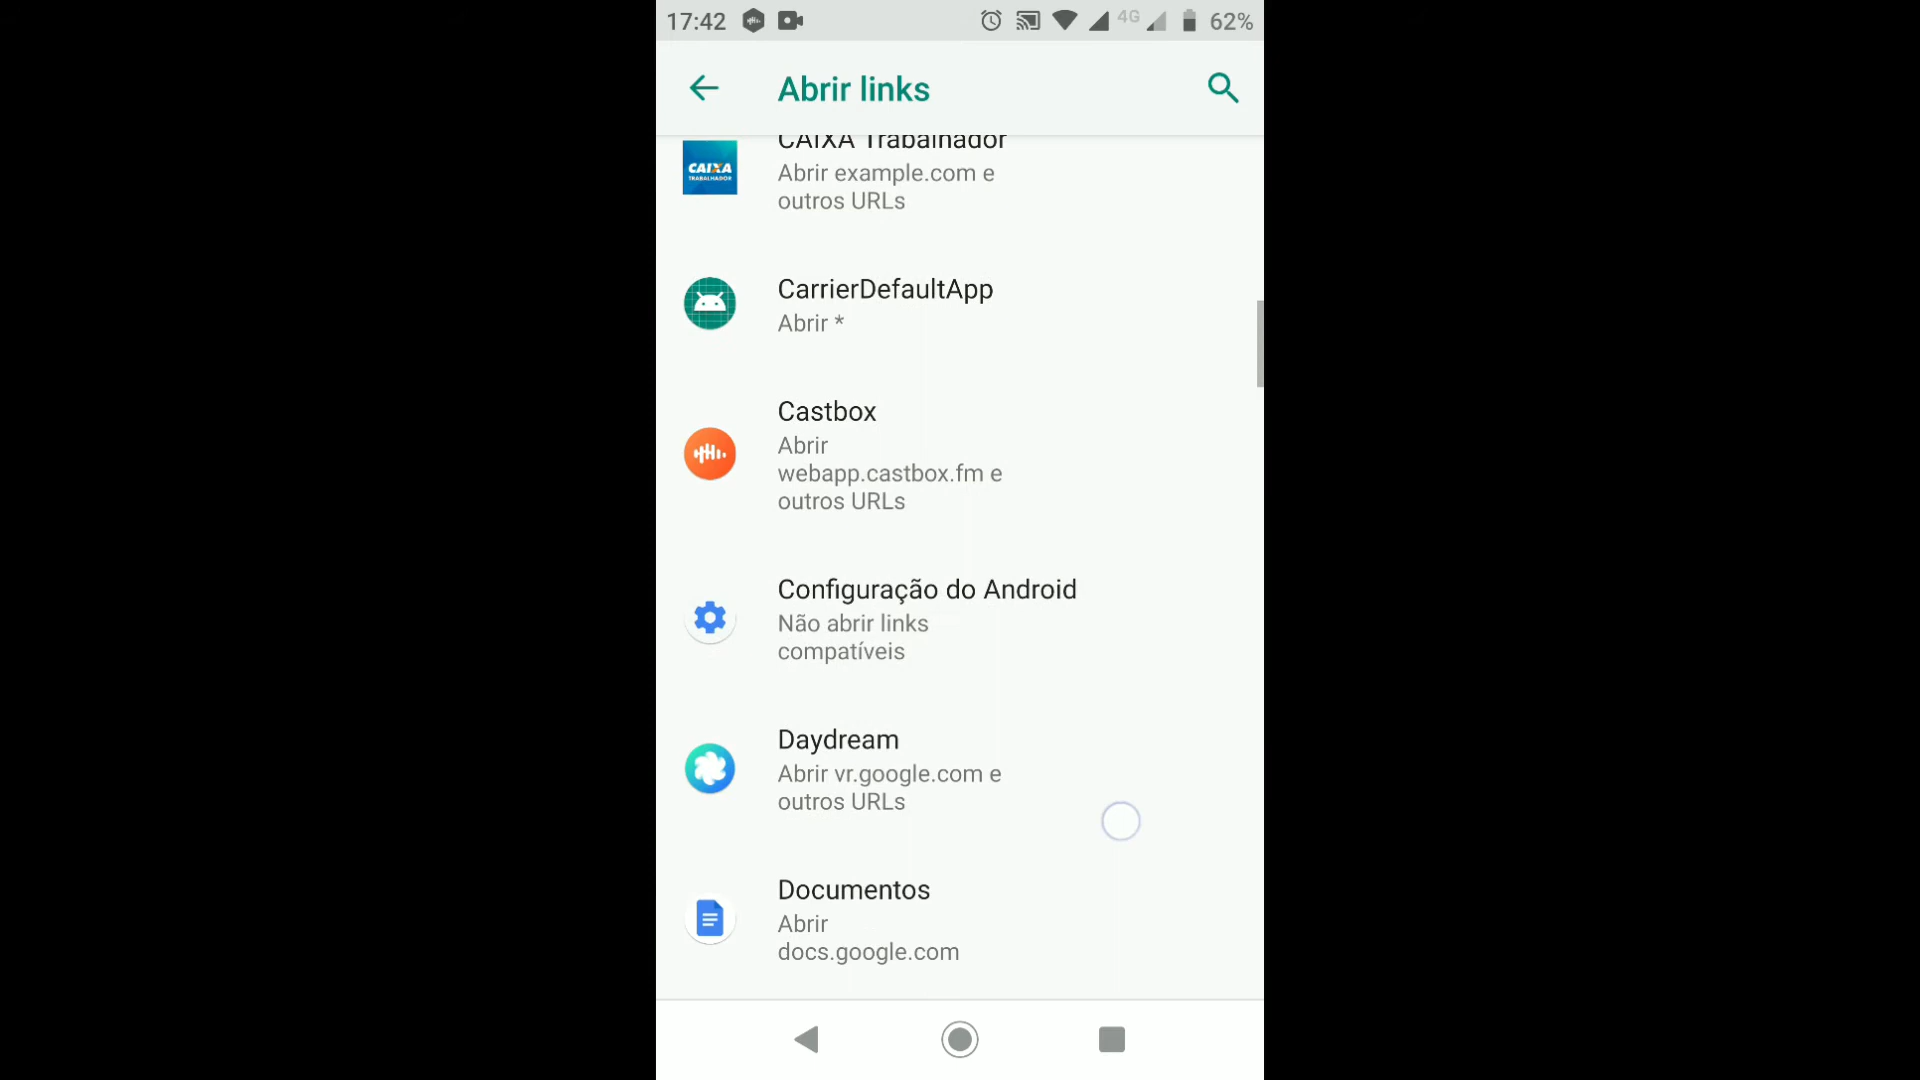 17:42 4G 62%
Abrir links
CAIXA Trabalhador
CAIXA
TRABALHADOR
Abrir example.com e
outros URLs
CarrierDefaultApp
Abrir *
Castbox
Abrir
webapp.castbox.fm e
outros URLs
Configuração do Android
Não abrir links
compatíveis
Daydream
Abrir vr.google.com e
outros URLs
Documentos
Abrir
docs.google.com